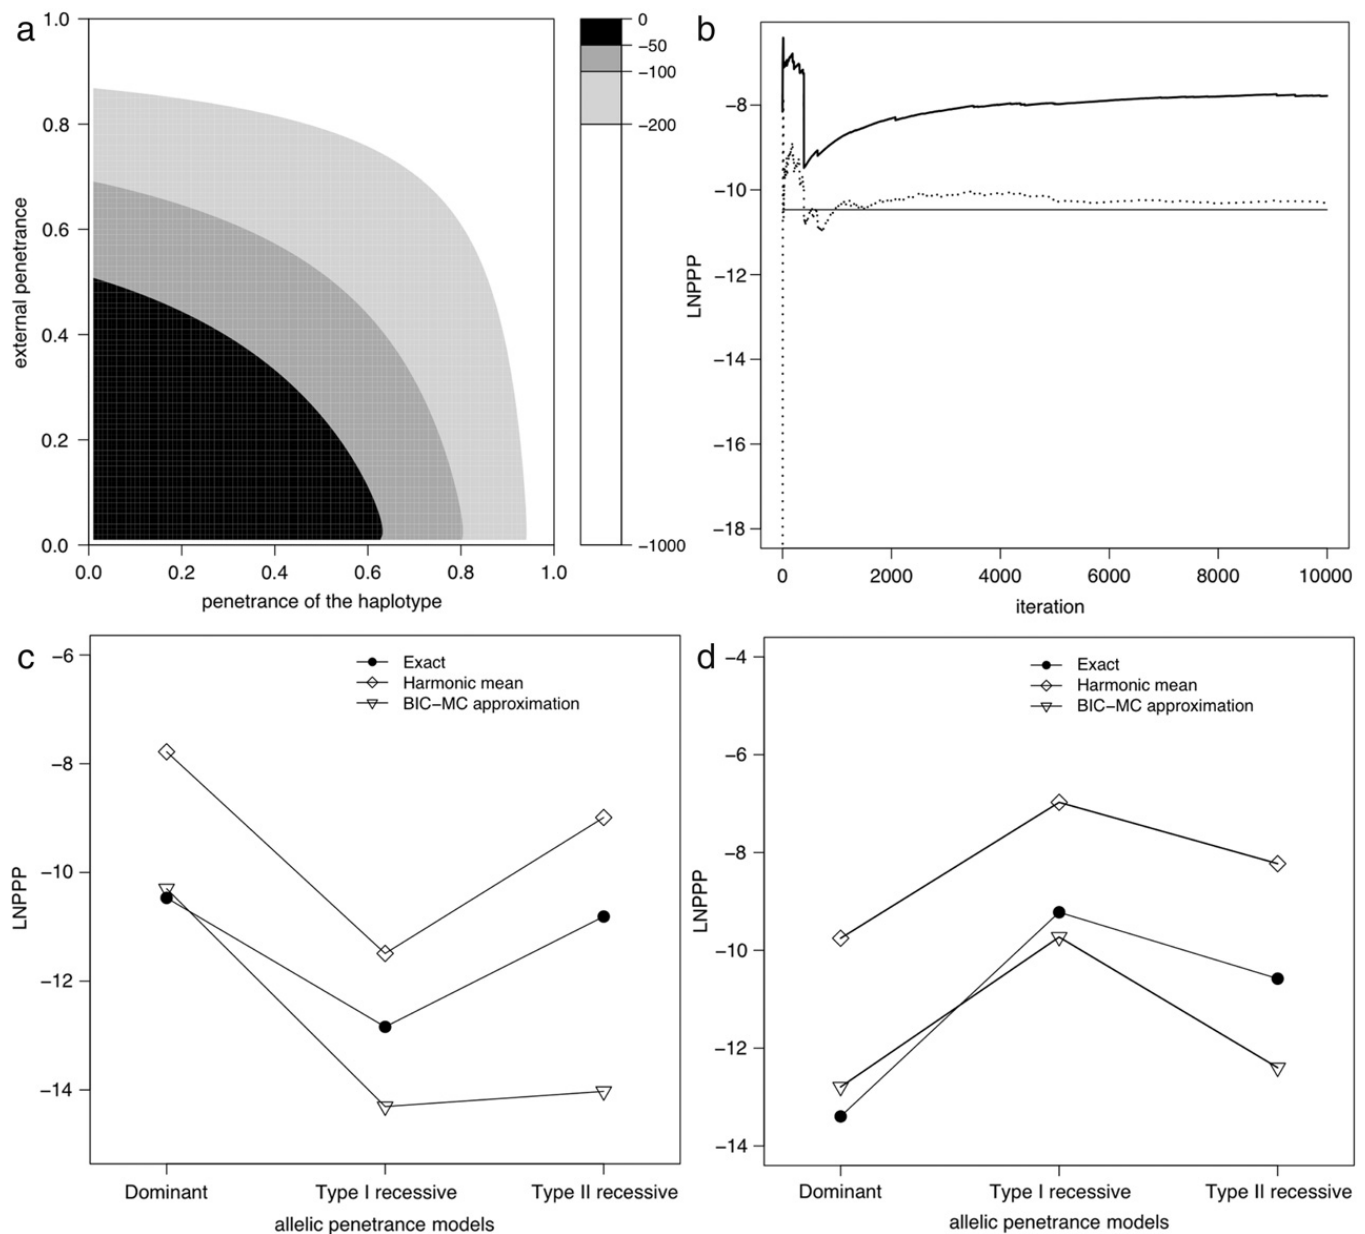 a
1.0
0.8
0.6
0.4
0.2
0.0
external penetrance
0.0 0.2 0.4 0.6 0.8 1.0
penetrance of the haplotype
0
−50
−100
−200
−1000
b
−8
−10
−12
−14
−16
−18
LNPPP
0 2000 4000 6000 8000 10000
iteration
c
−6
−8
−10
−12
−14
LNPPP
Exact
Harmonic mean
BIC−MC approximation
Dominant Type I recessive Type II recessive
allelic penetrance models
d
−4
−6
−8
−10
−12
−14
LNPPP
Exact
Harmonic mean
BIC−MC approximation
Dominant Type I recessive Type II recessive
allelic penetrance models